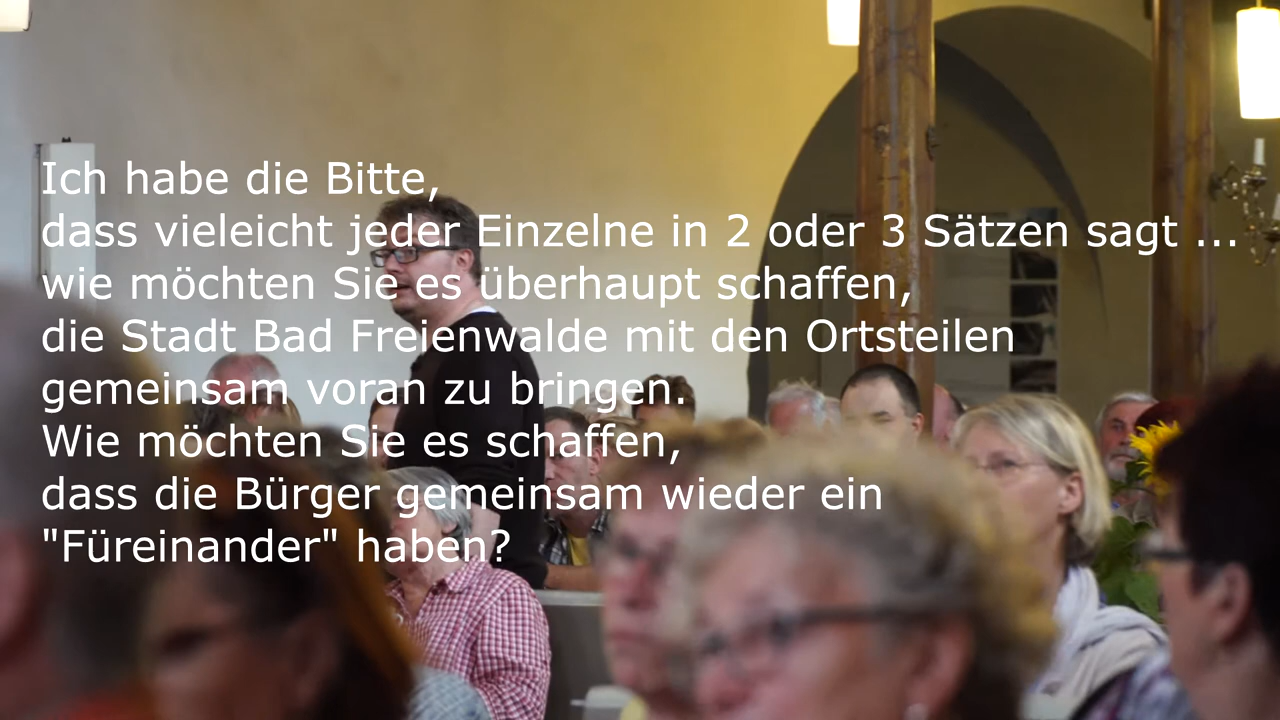 Ich habe die Bitte,
dass vieleicht jeder Einzelne in 2 oder 3 Sätzen sagt ...
wie möchten Sie es überhaupt schaffen,
die Stadt Bad Freienwalde mit den Ortsteilen
gemeinsam voran zu bringen.
Wie möchten Sie es schaffen,
dass die Bürger gemeinsam wieder ein
"Füreinander" haben?